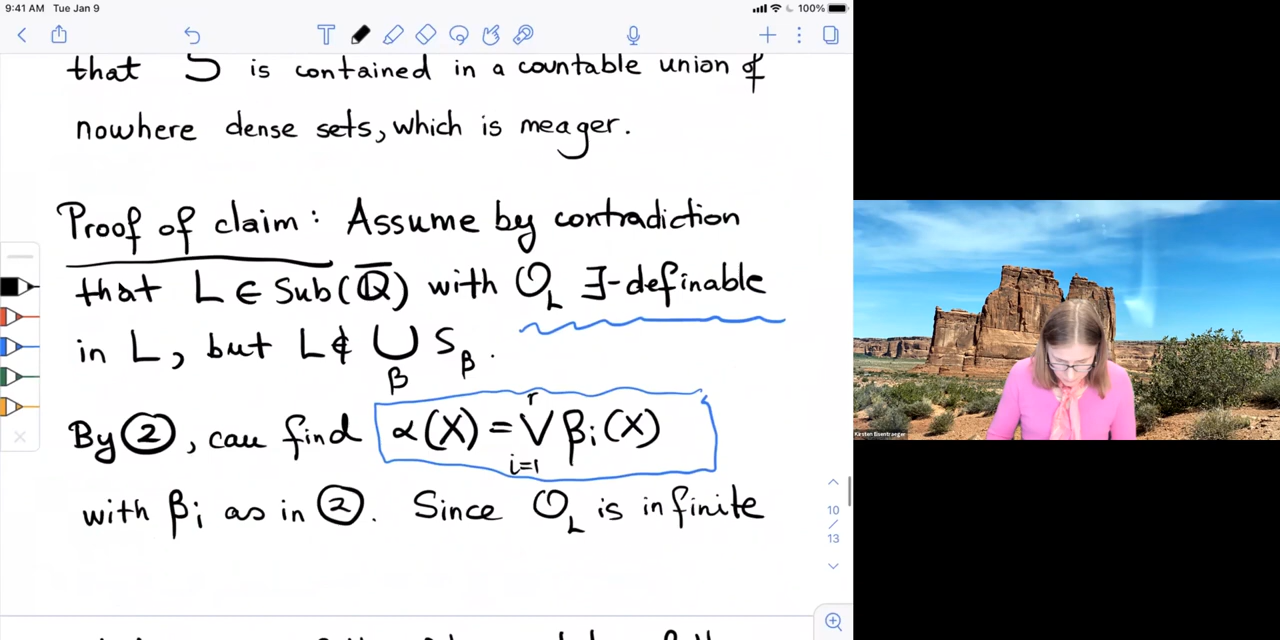 9:41 AM Tue Jan 9
100%
that S is contained in a countable union of
nowhere dense sets, which is meager.
Proof of claim: Assume by contradiction
that L ∈ Sub(Q̅) with O_L ∃-definable
in L, but L ∉ ⋃_β S_β.
By ②, can find α(X) = ⋁_{i=1}^r β_i(X)
with β_i as in ②. Since O_L is infinite
10
/
13
Kirsten Eisentraeger